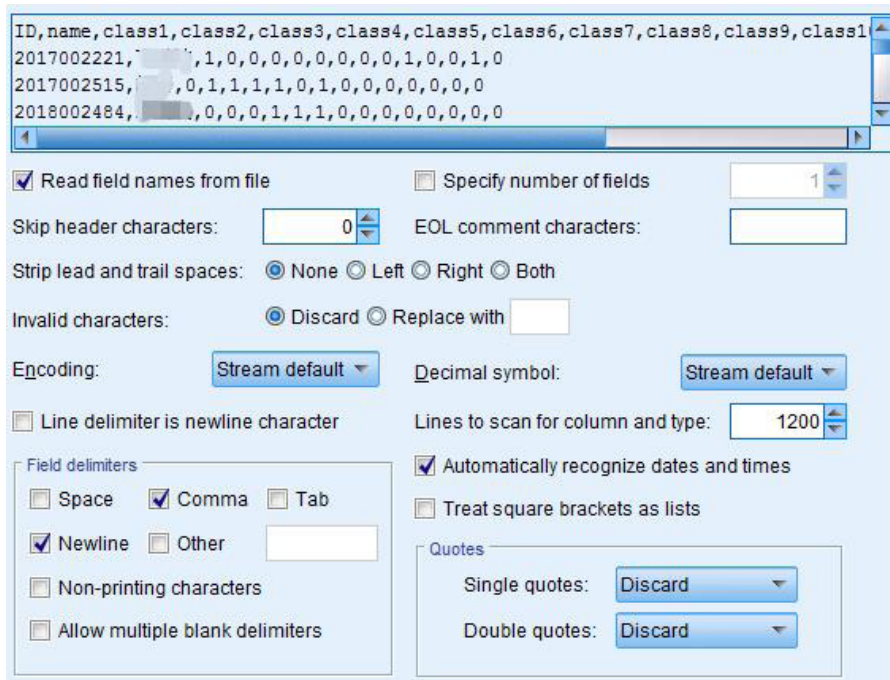 ID,name,class1,class2,class3,class4,class5,class6,class7,class8,class9,class1
2017002221, ,1,0,0,0,0,0,0,0,0,1,0,0,1,0
2017002515, ,0,1,1,1,1,0,1,0,0,0,0,0,0,0
2018002484, ,0,0,0,1,1,1,0,0,0,0,0,0,0
Read field names from file Specify number of fields 1
Skip header characters: 0 EOL comment characters:
Strip lead and trail spaces: None Left Right Both
Invalid characters: Discard Replace with
Encoding: Stream default Decimal symbol: Stream default
Line delimiter is newline character Lines to scan for column and type: 1200
Field delimiters Automatically recognize dates and times
Space Comma Tab Treat square brackets as lists
Newline Other Quotes
Non-printing characters Single quotes: Discard
Allow multiple blank delimiters Double quotes: Discard